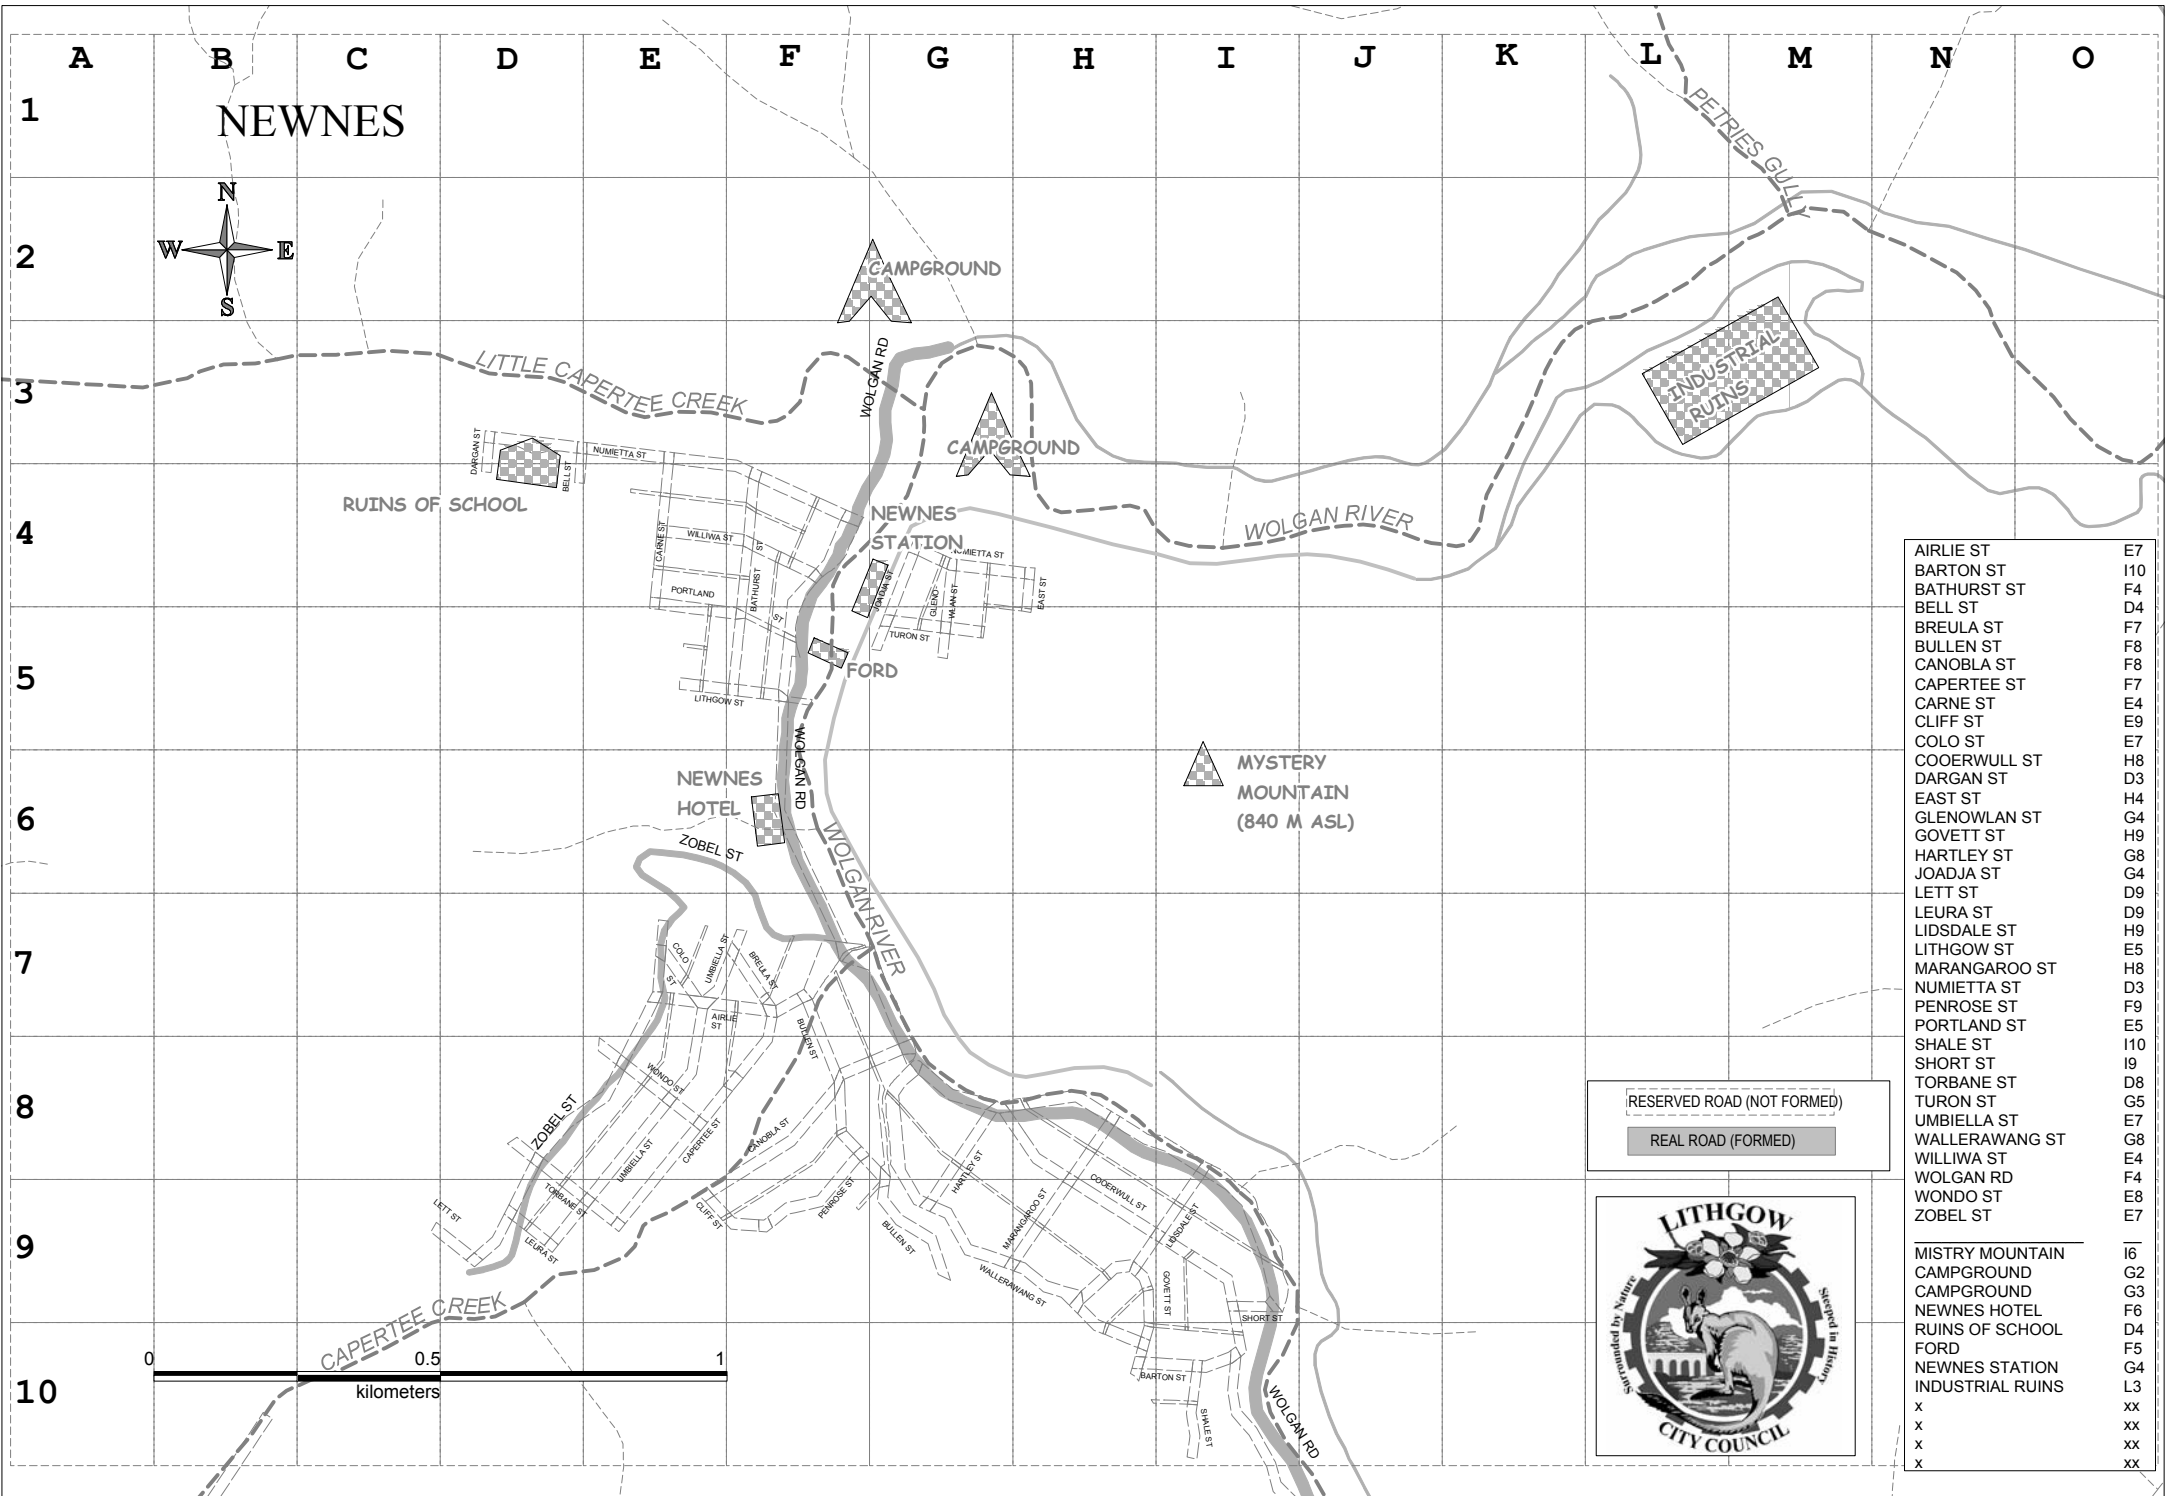 A B C D E F G H I J K L M N O
1
NEWNES
PETRIES GULLY
N
W E
S
2
CAMPGROUND
3
LITTLE CAPERTEE CREEK
WOLGAN RD
INDUSTRIAL
RUINS
CAMPGROUND
DARGAN ST
NUMIETTA ST
BELL ST
RUINS OF SCHOOL
4
NEWNES
STATION
WOLGAN RIVER
CARNE ST
WILLIWA ST
BATHURST ST
PORTLAND ST
NUMIETTA ST
JOADJA ST
GLENO
WLAN ST
EAST ST
TURON ST
5
FORD
LITHGOW ST
WOLGAN RD
NEWNES
HOTEL
MYSTERY
MOUNTAIN
(840 M ASL)
6
ZOBEL ST
WOLGAN RIVER
7
COLO ST
UMBIELLA ST
BREULA ST
AIRLIE
ST
BULLEN ST
8
WONDO ST
ZOBEL ST
UMBIELLA ST
CAPERTEE ST
CANOBLA ST
HARTLEY ST
COOERWULL ST
MARANGAROO ST
LIDSDALE ST
9
LETT ST
TORBANE ST
LEURA ST
CLIFF ST
PENROSE ST
BULLEN ST
WALLERAWANG ST
GOVETT ST
SHORT ST
CAPERTEE CREEK
10
0 0.5 1
kilometers
BARTON ST
SHALE ST
WOLGAN RD
RESERVED ROAD (NOT FORMED)
REAL ROAD (FORMED)
LITHGOW
Surrounded by Nature
Steeped in History
CITY COUNCIL
AIRLIE ST E7
BARTON ST I10
BATHURST ST F4
BELL ST D4
BREULA ST F7
BULLEN ST F8
CANOBLA ST F8
CAPERTEE ST F7
CARNE ST E4
CLIFF ST E9
COLO ST E7
COOERWULL ST H8
DARGAN ST D3
EAST ST H4
GLENOWLAN ST G4
GOVETT ST H9
HARTLEY ST G8
JOADJA ST G4
LETT ST D9
LEURA ST D9
LIDSDALE ST H9
LITHGOW ST E5
MARANGAROO ST H8
NUMIETTA ST D3
PENROSE ST F9
PORTLAND ST E5
SHALE ST I10
SHORT ST I9
TORBANE ST D8
TURON ST G5
UMBIELLA ST E7
WALLERAWANG ST G8
WILLIWA ST E4
WOLGAN RD F4
WONDO ST E8
ZOBEL ST E7
MISTRY MOUNTAIN I6
CAMPGROUND G2
CAMPGROUND G3
NEWNES HOTEL F6
RUINS OF SCHOOL D4
FORD F5
NEWNES STATION G4
INDUSTRIAL RUINS L3
x xx
x xx
x xx
x xx